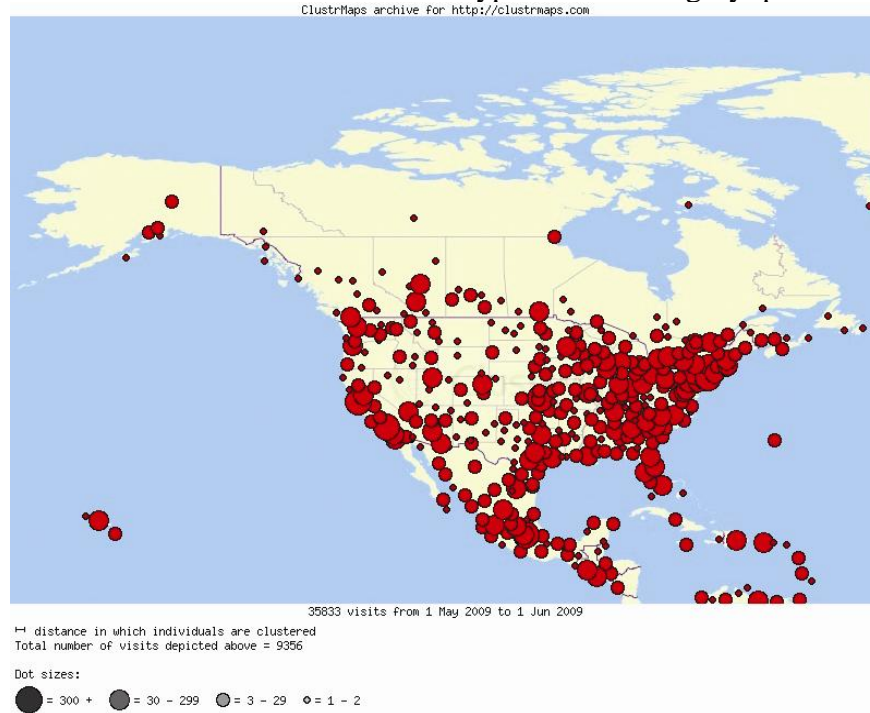 ClustrMaps archive for http://clustrmaps.com
35833 visits from 1 May 2009 to 1 Jun 2009
distance in which individuals are clustered
Total number of visits depicted above = 9356
Dot sizes:
= 300 + = 30 - 299 = 3 - 29 = 1 - 2